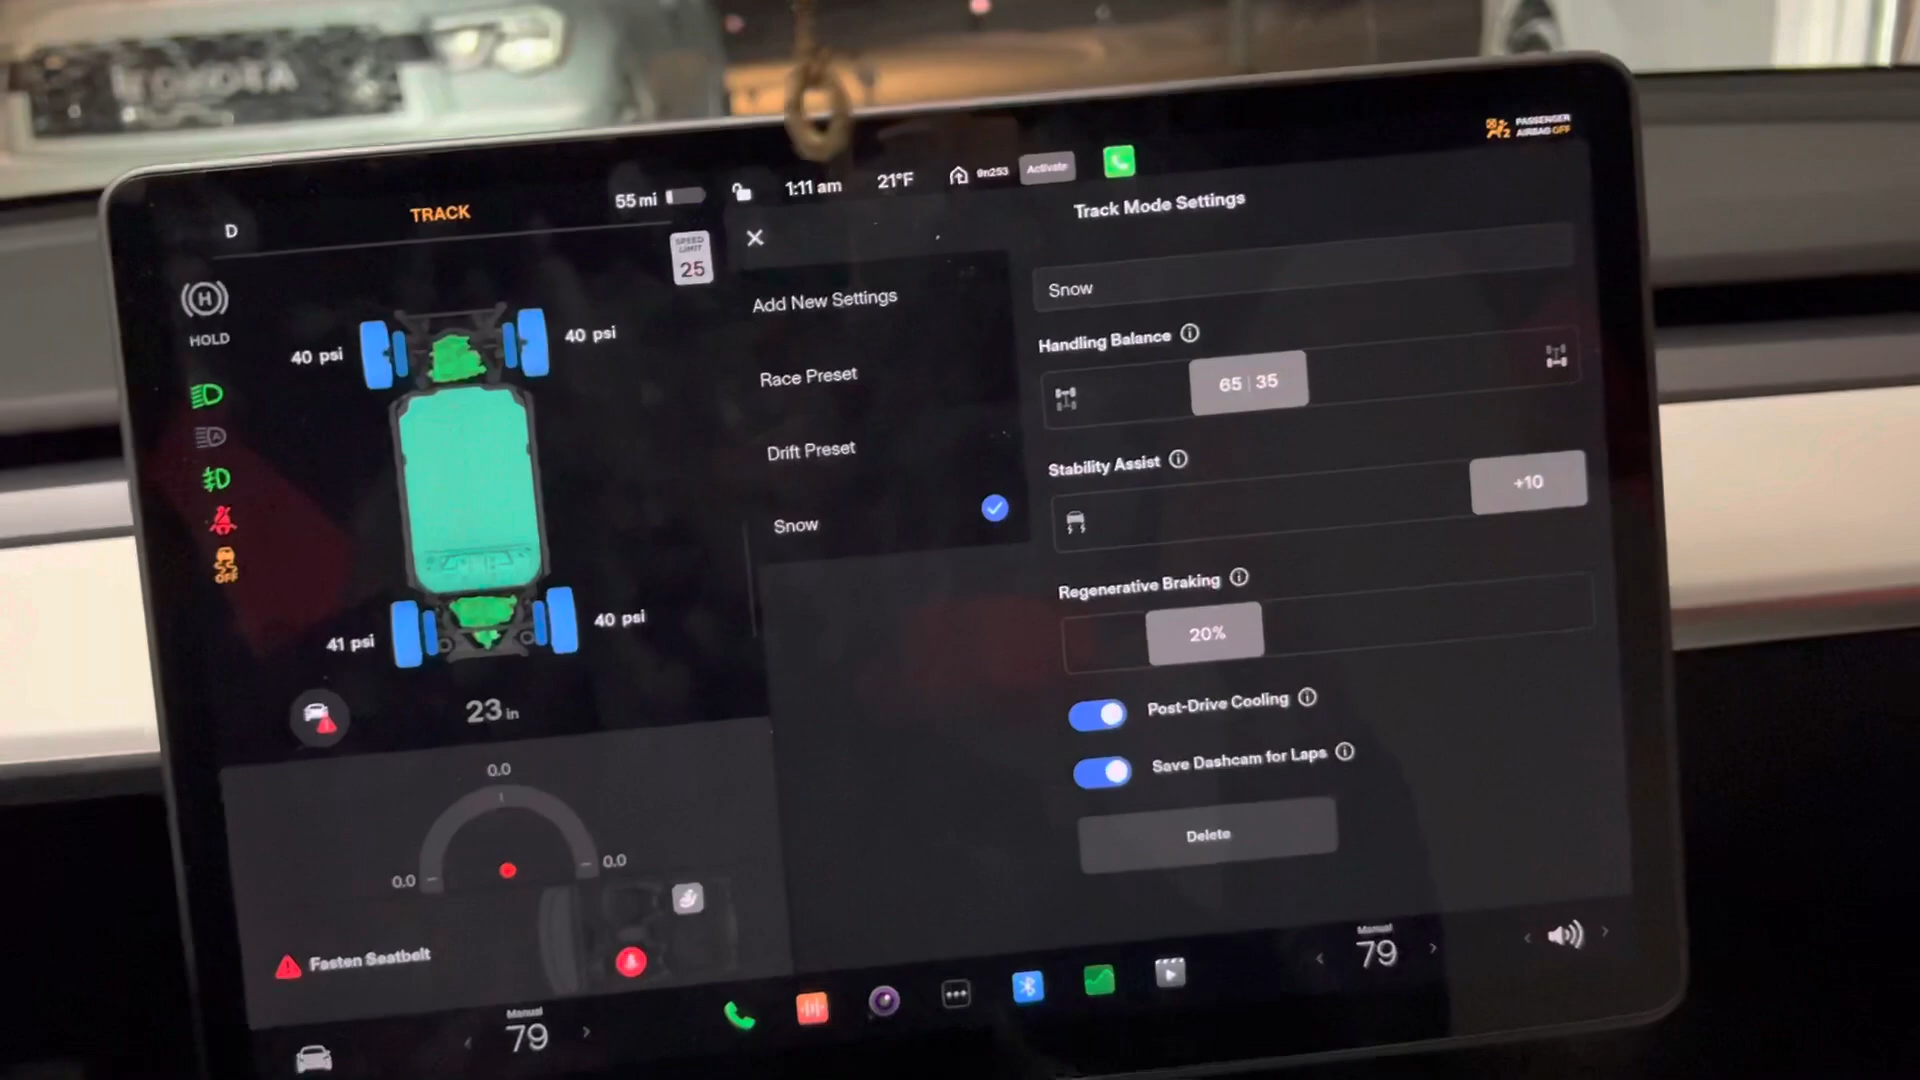 TOYOTA
PASSENGER
AIRBAG OFF
D
TRACK
55 mi
1:11 am
21°F
Activate
SPEED
LIMIT
25
Track Mode Settings
HOLD
40 psi
40 psi
41 psi
40 psi
23 in
Add New Settings
Race Preset
Drift Preset
Snow
Snow
Handling Balance
65 | 35
Stability Assist
+10
Regenerative Braking
20%
Post-Drive Cooling
Save Dashcam for Laps
Delete
OFF
0.0
0.0
0.0
Fasten Seatbelt
Manual
79
Manual
79